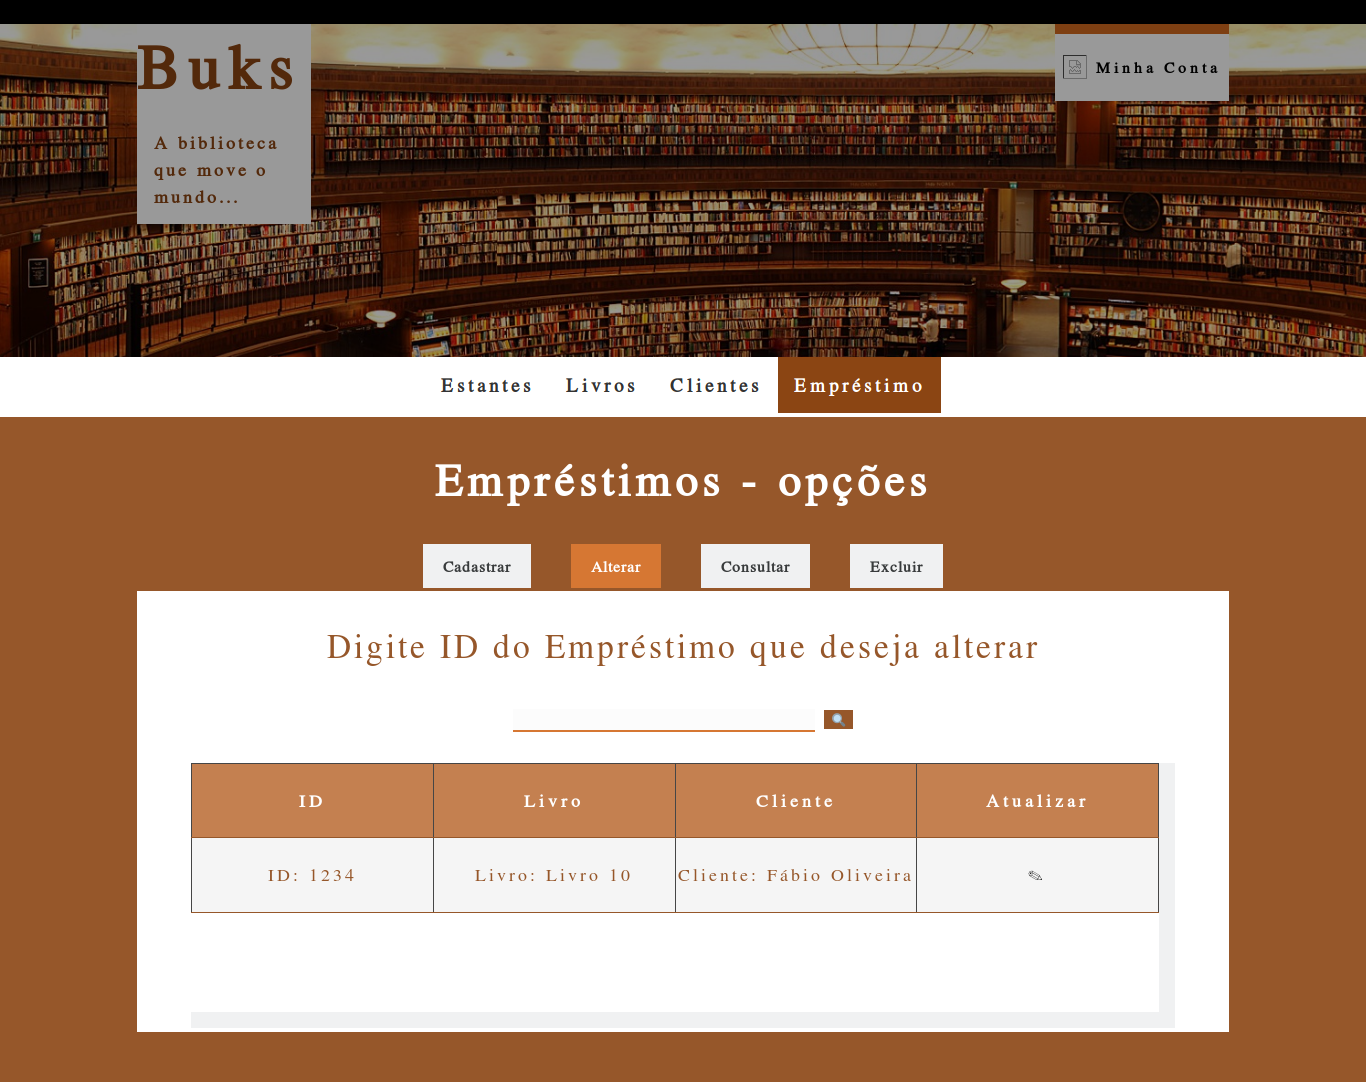 Buks
A biblioteca
que move o
mundo...
Minha Conta
Estantes Livros Clientes Empréstimo
Empréstimos - opções
Cadastrar Alterar Consultar Excluir
Digite ID do Empréstimo que deseja alterar
ID Livro Cliente Atualizar
ID: 1234 Livro: Livro 10 Cliente: Fábio Oliveira ✎